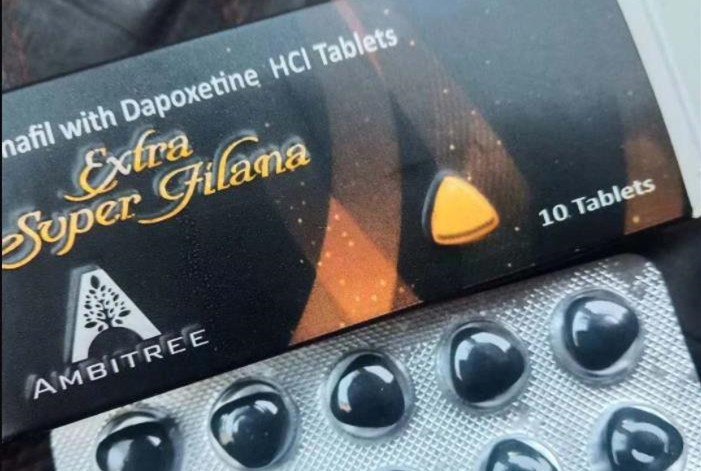 nafil with Dapoxetine HCl Tablets
Extra
Super Filana
10 Tablets
AMBITREE